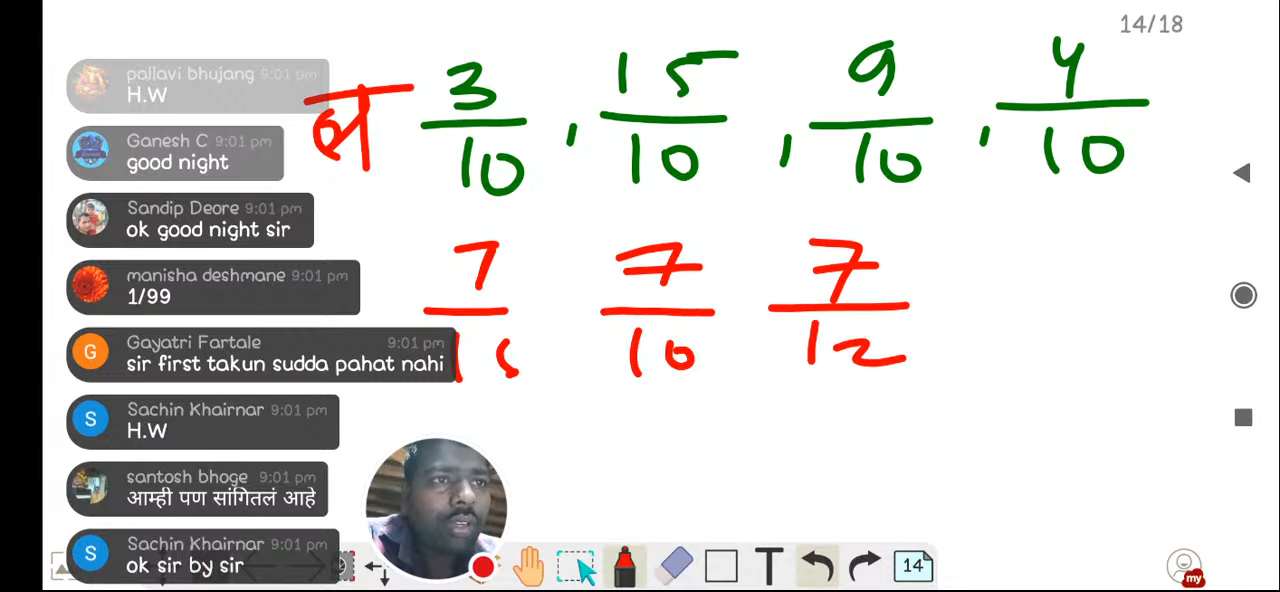 14/18
pallavi bhujang 9:01 pm
H.W
Ganesh C 9:01 pm
good night
Sandip Deore 9:01 pm
ok good night sir
manisha deshmane 9:01 pm
1/99
Gayatri Fartale 9:01 pm
sir first takun sudda pahat nahi
Sachin Khairnar 9:01 pm
H.W
santosh bhoge 9:01 pm
आम्ही पण सांगितलं आहे
Sachin Khairnar 9:01 pm
ok sir by sir
3/10 , 15/10 , 9/10 , 4/10
7/10 7/12
T
14
my